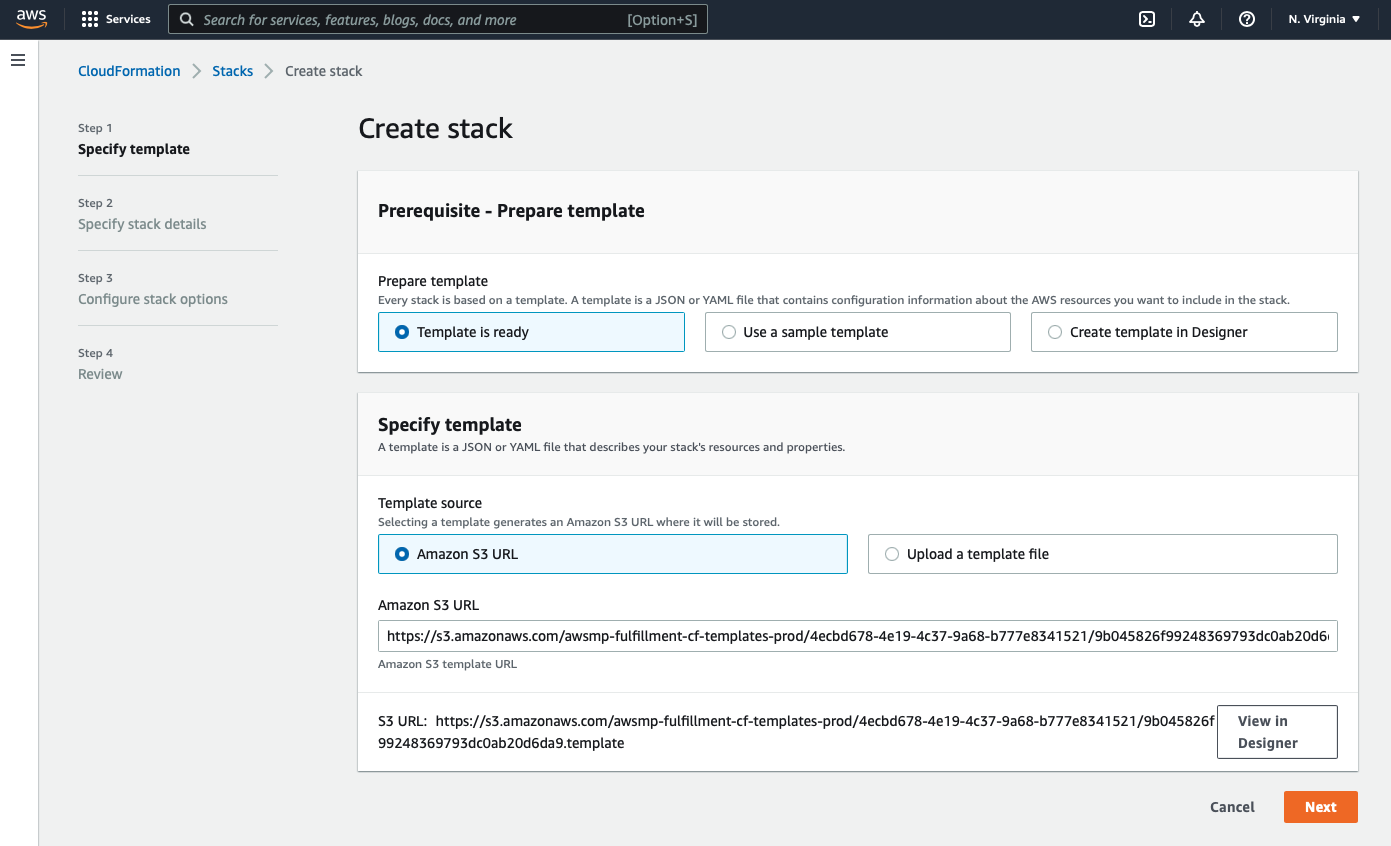 aws
Services
Search for services, features, blogs, docs, and more
[Option+S]
N. Virginia
CloudFormation
Stacks
Create stack
Step 1
Specify template
Step 2
Specify stack details
Step 3
Configure stack options
Step 4
Review
Create stack
Prerequisite - Prepare template
Prepare template
Every stack is based on a template. A template is a JSON or YAML file that contains configuration information about the AWS resources you want to include in the stack.
Template is ready
Use a sample template
Create template in Designer
Specify template
A template is a JSON or YAML file that describes your stack's resources and properties.
Template source
Selecting a template generates an Amazon S3 URL where it will be stored.
Amazon S3 URL
Upload a template file
Amazon S3 URL
https://s3.amazonaws.com/awsmp-fulfillment-cf-templates-prod/4ecbd678-4e19-4c37-9a68-b777e8341521/9b045826f99248369793dc0ab20d6
Amazon S3 template URL
S3 URL: https://s3.amazonaws.com/awsmp-fulfillment-cf-templates-prod/4ecbd678-4e19-4c37-9a68-b777e8341521/9b045826f
99248369793dc0ab20d6da9.template
View in
Designer
Cancel
Next